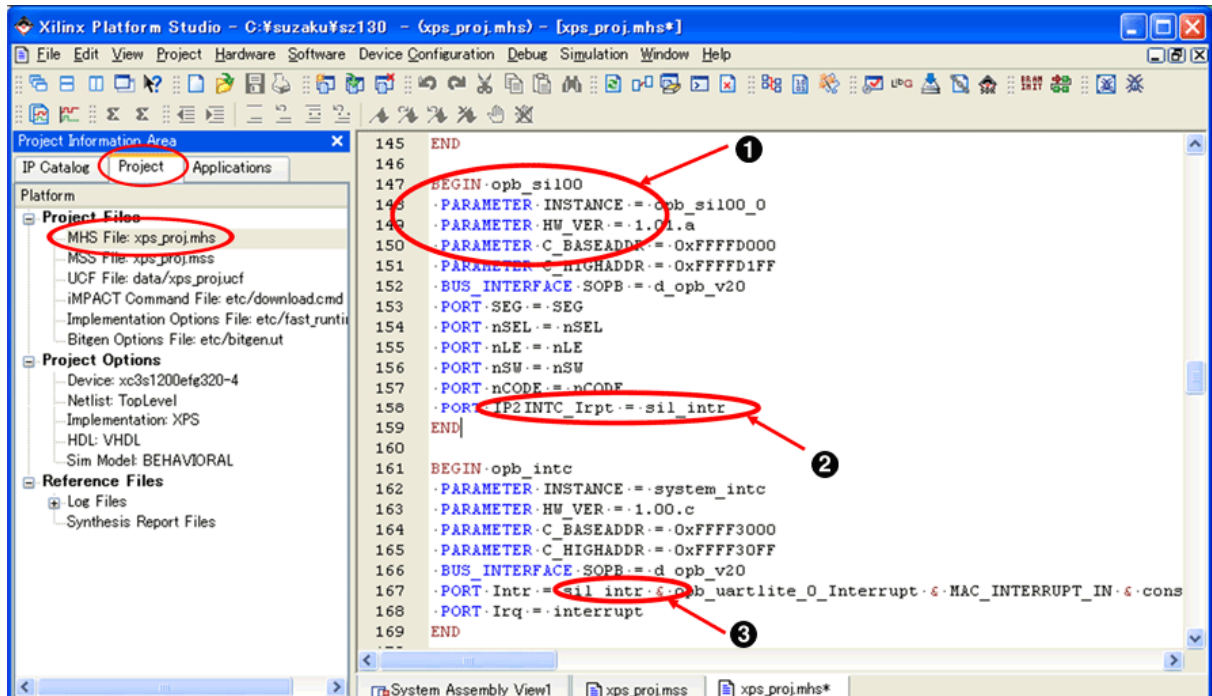 Xilinx Platform Studio - C:¥suzaku¥sz130 - (xps_proj.mhs) - [xps_proj.mhs*]
File Edit View Project Hardware Software Device Configuration Debug Simulation Window Help
Project Information Area
IP Catalog Project Applications
Platform
Project Files
MHS File: xps_proj.mhs
MSS File: xps_proj.mss
UCF File: data/xps_proj.ucf
iMPACT Command File: etc/download.cmd
Implementation Options File: etc/fast_runti
Bitgen Options File: etc/bitgen.ut
Project Options
Device: xc3s1200efg320-4
Netlist: TopLevel
Implementation: XPS
HDL: VHDL
Sim Model: BEHAVIORAL
Reference Files
Log Files
Synthesis Report Files
145 END
146
147 BEGIN·opb_sil00
148 ·PARAMETER·INSTANCE·=·opb_sil00_0
149 ·PARAMETER·HW_VER·=·1.01.a
150 ·PARAMETER·C_BASEADDR·=·0xFFFFD000
151 ·PARAMETER·C_HIGHADDR·=·0xFFFFD1FF
152 ·BUS_INTERFACE·SOPB·=·d_opb_v20
153 ·PORT·SEG·=·SEG
154 ·PORT·nSEL·=·nSEL
155 ·PORT·nLE·=·nLE
156 ·PORT·nSW·=·nSW
157 ·PORT·nCODE·=·nCODE
158 ·PORT·IP2INTC_Irpt·=·sil_intr
159 END
160
161 BEGIN·opb_intc
162 ·PARAMETER·INSTANCE·=·system_intc
163 ·PARAMETER·HW_VER·=·1.00.c
164 ·PARAMETER·C_BASEADDR·=·0xFFFF3000
165 ·PARAMETER·C_HIGHADDR·=·0xFFFF30FF
166 ·BUS_INTERFACE·SOPB·=·d_opb_v20
167 ·PORT·Intr·=·sil_intr·&·opb_uartlite_0_Interrupt·&·MAC_INTERRUPT_IN·&·cons
168 ·PORT·Irq·=·interrupt
169 END
❶
❷
❸
System Assembly View1 xps_proj.mss xps_proj.mhs*